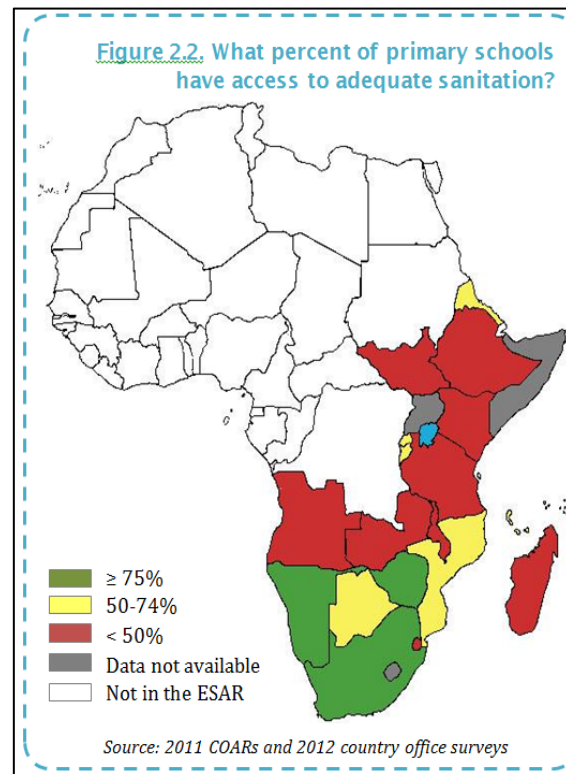 Figure 2.2. What percent of primary schools
have access to adequate sanitation?
≥ 75%
50-74%
< 50%
Data not available
Not in the ESAR
Source: 2011 COARs and 2012 country office surveys